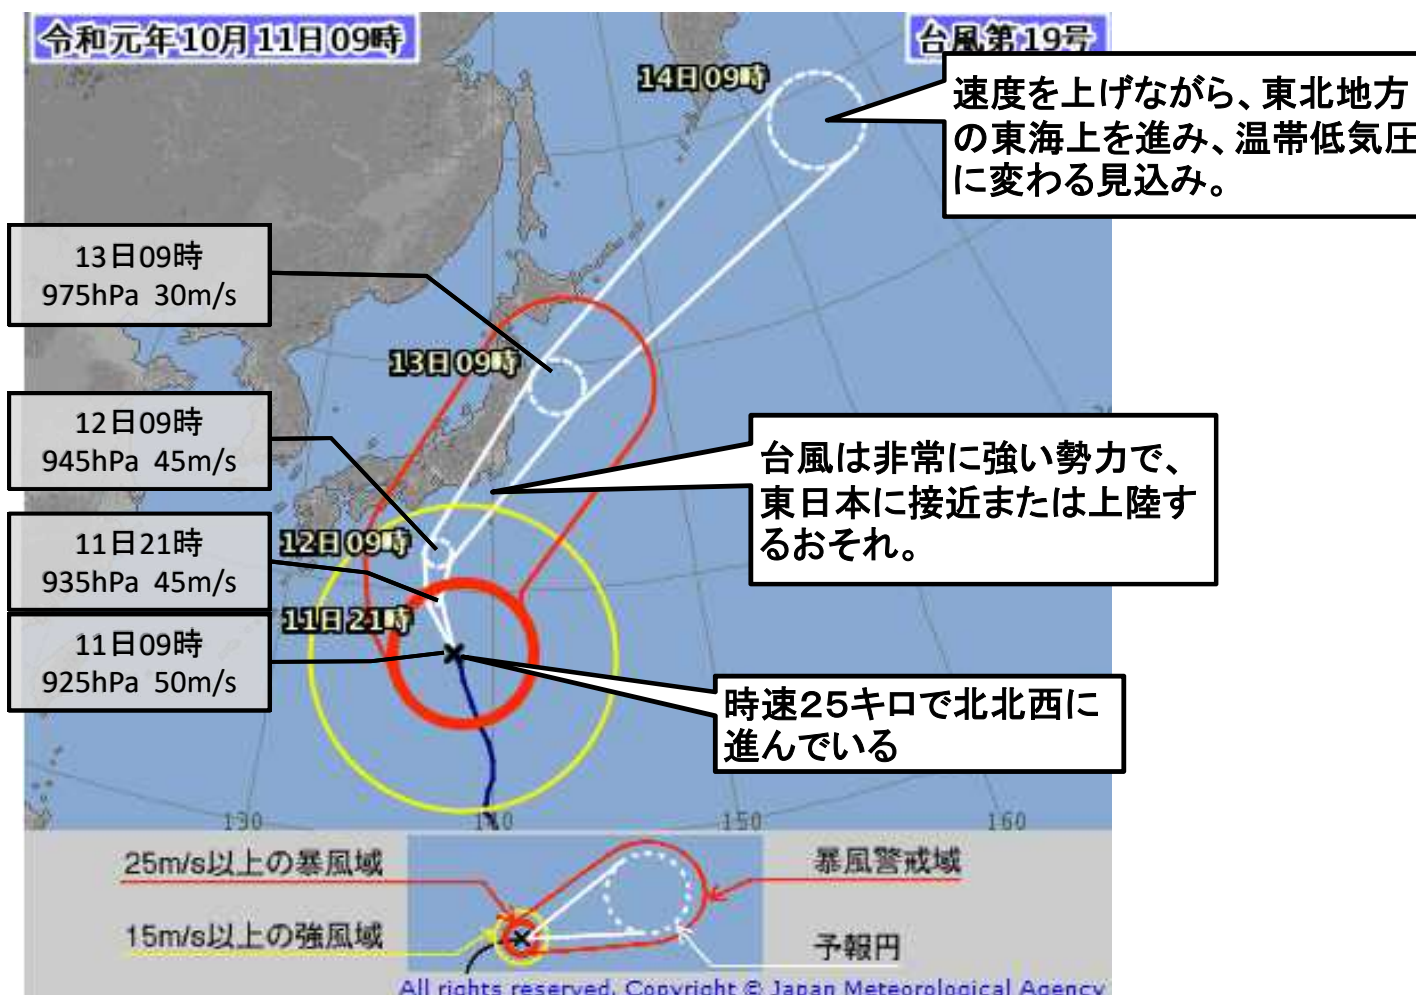 令和元年10月11日09時
台風第19号
14日09時
速度を上げながら、東北地方
の東海上を進み、温帯低気圧
に変わる見込み。
13日09時
975hPa 30m/s
13日09時
12日09時
945hPa 45m/s
台風は非常に強い勢力で、
東日本に接近または上陸す
るおそれ。
12日09時
11日21時
935hPa 45m/s
11日21時
11日09時
925hPa 50m/s
時速25キロで北北西に
進んでいる
130
140
150
160
25m/s以上の暴風域
暴風警戒域
15m/s以上の強風域
予報円
All rights reserved. Copyright © Japan Meteorological Agency